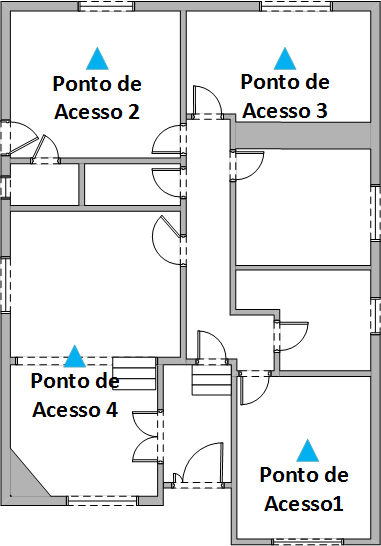 Ponto de
Acesso 2
Ponto de
Acesso 3
Ponto de
Acesso 4
Ponto de
Acesso1